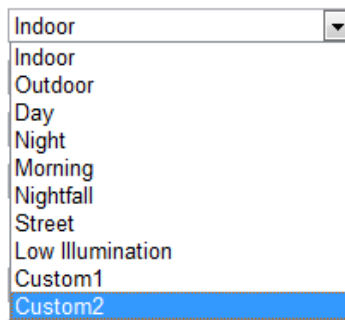 Indoor
Indoor
Outdoor
Day
Night
Morning
Nightfall
Street
Low Illumination
Custom1
Custom2